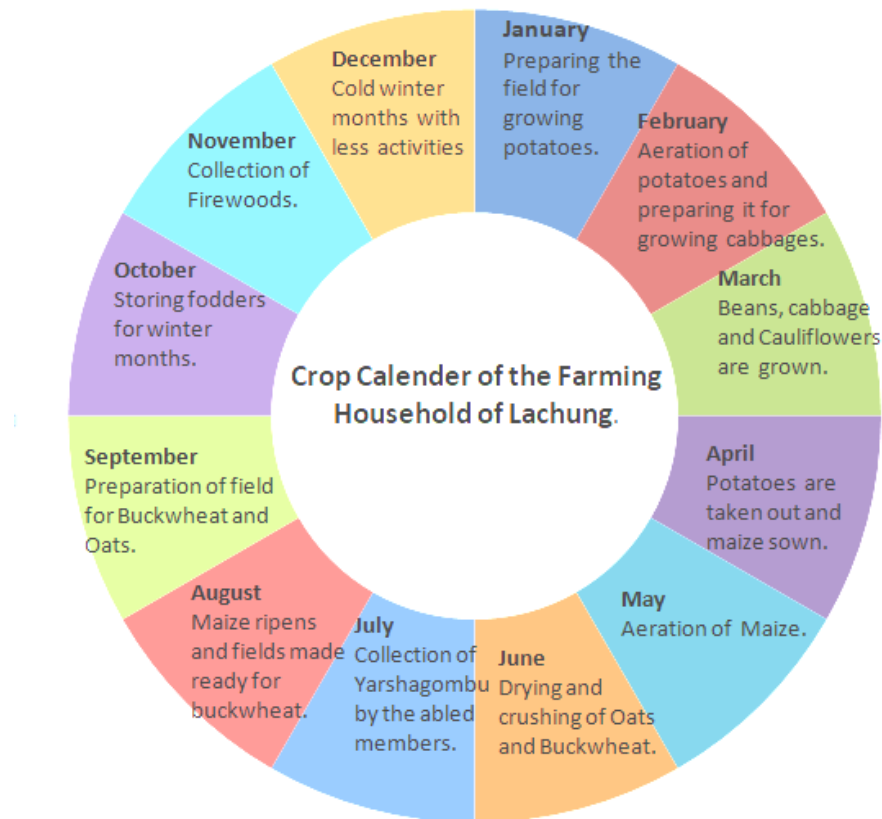 January
Preparing the
field for
growing
potatoes.
February
Aeration of
potatoes and
preparing it for
growing cabbages.
March
Beans, cabbage
and Cauliflowers
are grown.
April
Potatoes are
taken out and
maize sown.
May
Aeration of Maize.
June
Drying and
crushing of Oats
and Buckwheat.
July
Collection of
Yarshagombu
by the abled
members.
August
Maize ripens
and fields made
ready for
buckwheat.
September
Preparation of field
for Buckwheat and
Oats.
October
Storing fodders
for winter
months.
November
Collection of
Firewoods.
December
Cold winter
months with
less activities
Crop Calender of the Farming
Household of Lachung.